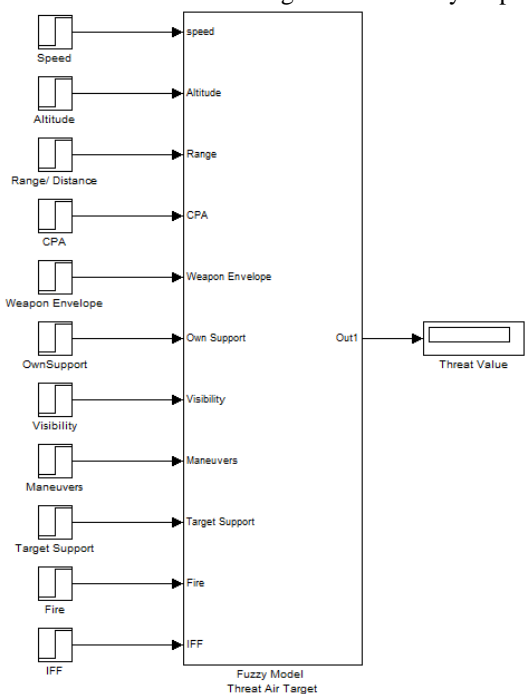 speed
Speed
Altitude
Altitude
Range
Range/ Distance
CPA
CPA
Weapon Envelope
Weapon Envelope
Own Support
Out1
OwnSupport
Threat Value
Visibility
Visibility
Maneuvers
Maneuvers
Target Support
Target Support
Fire
Fire
IFF
IFF
Fuzzy Model
Threat Air Target